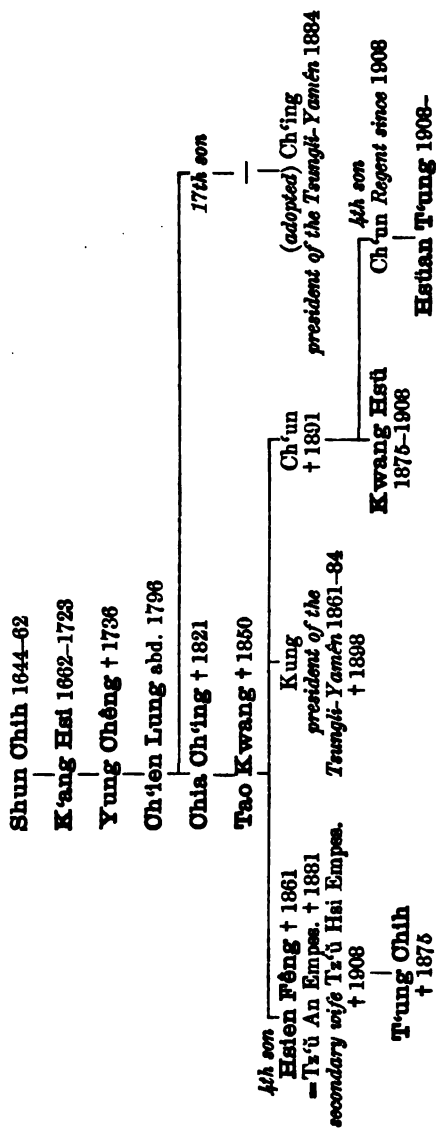 Shun Chih 1644–62
K‘ang Hsi 1662–1723
Yung Chêng † 1736
Ch‘ien Lung abd. 1796
Chia Ch‘ing † 1821
17th son
Tao Kwang † 1850
(adopted) Ch‘ing
president of the Tsungli-Yamên 1884
4th son
Hsien Fêng † 1861
=Tz‘ŭ An Empss. † 1881
secondary wife Tz‘ŭ Hsi Empss.
† 1908
Kung
president of the
Tsungli-Yamên 1861–84
† 1898
Ch‘un
† 1891
T‘ung Chih
† 1875
Kwang Hsü
1875–1908
4th son
Ch‘un Regent since 1908
Hsüan T‘ung 1908–